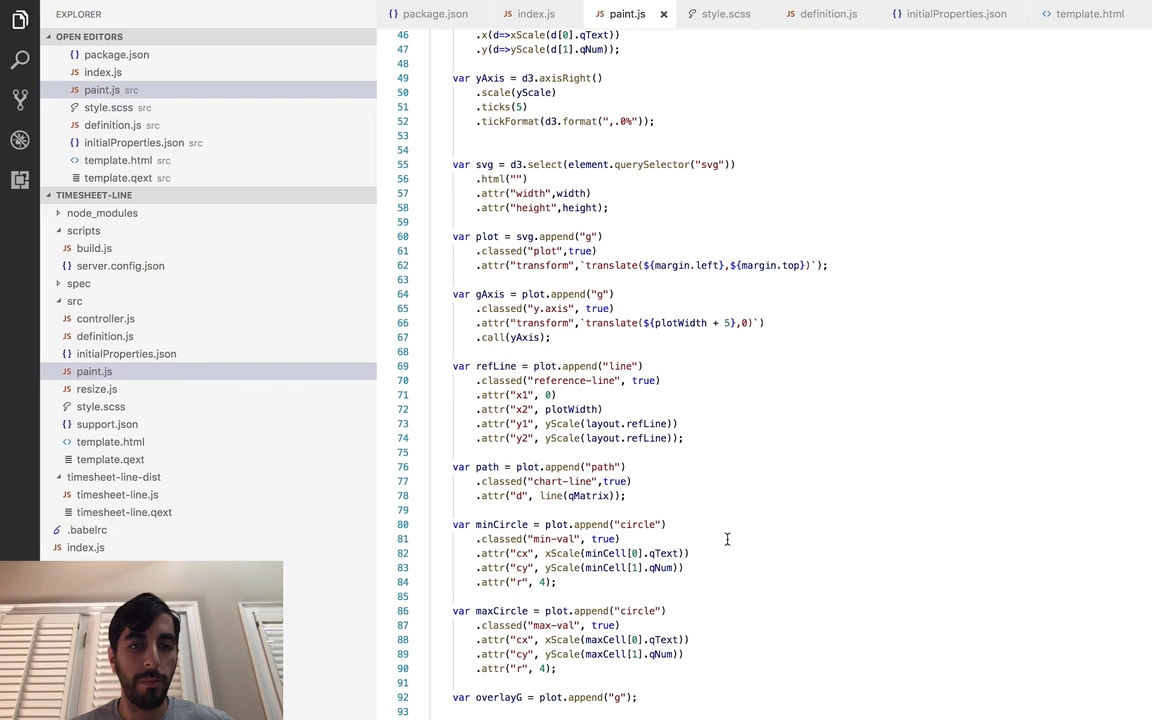 EXPLORER
OPEN EDITORS
{ } package.json
JS index.js
JS paint.js src
style.scss src
JS definition.js src
{ } initialProperties.json src
<> template.html src
template.qext src
TIMESHEET-LINE
node_modules
scripts
JS build.js
{ } server.config.json
spec
src
JS controller.js
JS definition.js
{ } initialProperties.json
JS paint.js
JS resize.js
style.scss
JS support.json
<> template.html
template.qext
timesheet-line-dist
JS timesheet-line.js
timesheet-line.qext
.babelrc
JS index.js
{ } package.json JS index.js JS paint.js × style.scss JS definition.js { } initialProperties.json <> template.html
46 .x(d=>xScale(d[0].qText))
47 .y(d=>yScale(d[1].qNum));
48
49 var yAxis = d3.axisRight()
50 .scale(yScale)
51 .ticks(5)
52 .tickFormat(d3.format(",.0%"));
53
54
55 var svg = d3.select(element.querySelector("svg"))
56 .html("")
57 .attr("width",width)
58 .attr("height",height);
59
60 var plot = svg.append("g")
61 .classed("plot",true)
62 .attr("transform",`translate(${margin.left},${margin.top})`);
63
64 var gAxis = plot.append("g")
65 .classed("y.axis", true)
66 .attr("transform",`translate(${plotWidth + 5},0)`)
67 .call(yAxis);
68
69 var refLine = plot.append("line")
70 .classed("reference-line", true)
71 .attr("x1", 0)
72 .attr("x2", plotWidth)
73 .attr("y1", yScale(layout.refLine))
74 .attr("y2", yScale(layout.refLine));
75
76 var path = plot.append("path")
77 .classed("chart-line",true)
78 .attr("d", line(qMatrix));
79
80 var minCircle = plot.append("circle")
81 .classed("min-val", true)
82 .attr("cx", xScale(minCell[0].qText))
83 .attr("cy", yScale(minCell[1].qNum))
84 .attr("r", 4);
85
86 var maxCircle = plot.append("circle")
87 .classed("max-val", true)
88 .attr("cx", xScale(maxCell[0].qText))
89 .attr("cy", yScale(maxCell[1].qNum))
90 .attr("r", 4);
91
92 var overlayG = plot.append("g");
93